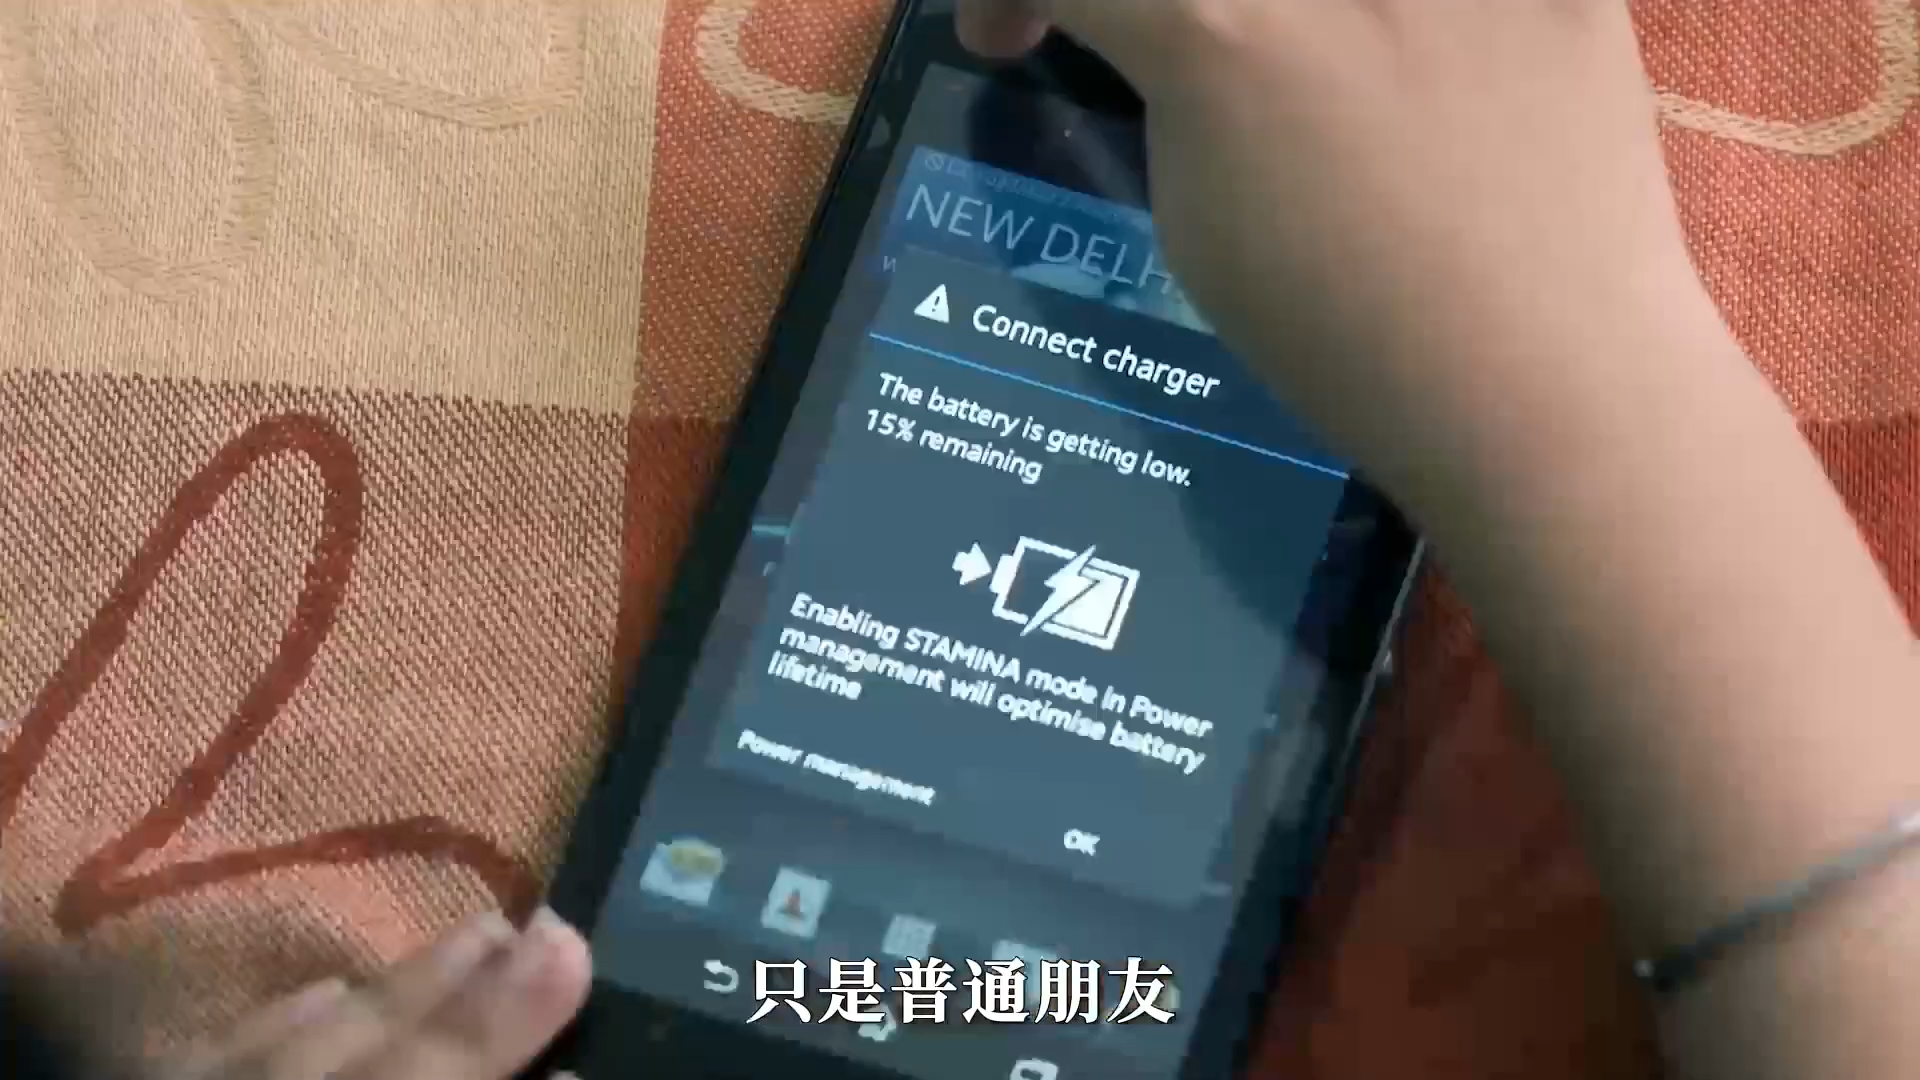 NEW DELH
Connect charger
The battery is getting low.
15% remaining
Enabling STAMINA mode in Power
management will optimise battery
lifetime
Power management
OK
只是普通朋友